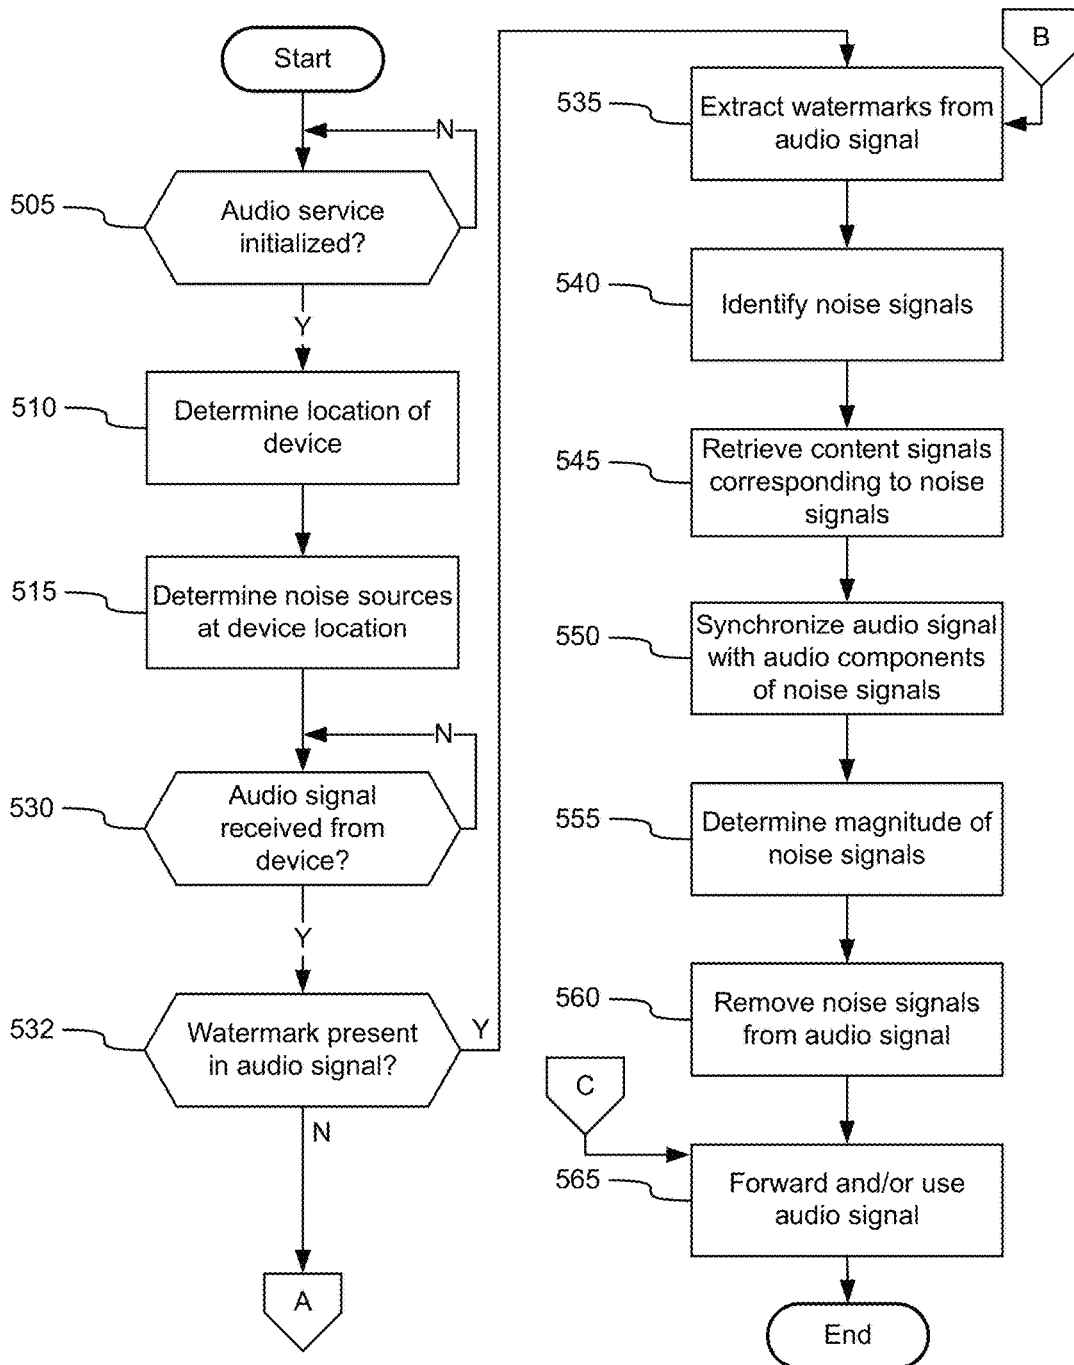 Start
N
505
Audio service
initialized?
Y
510
Determine location of
device
515
Determine noise sources
at device location
N
530
Audio signal
received from
device?
Y
532
Watermark present
in audio signal?
Y
N
A
B
535
Extract watermarks from
audio signal
540
Identify noise signals
545
Retrieve content signals
corresponding to noise
signals
550
Synchronize audio signal
with audio components
of noise signals
555
Determine magnitude of
noise signals
560
Remove noise signals
from audio signal
C
565
Forward and/or use
audio signal
End